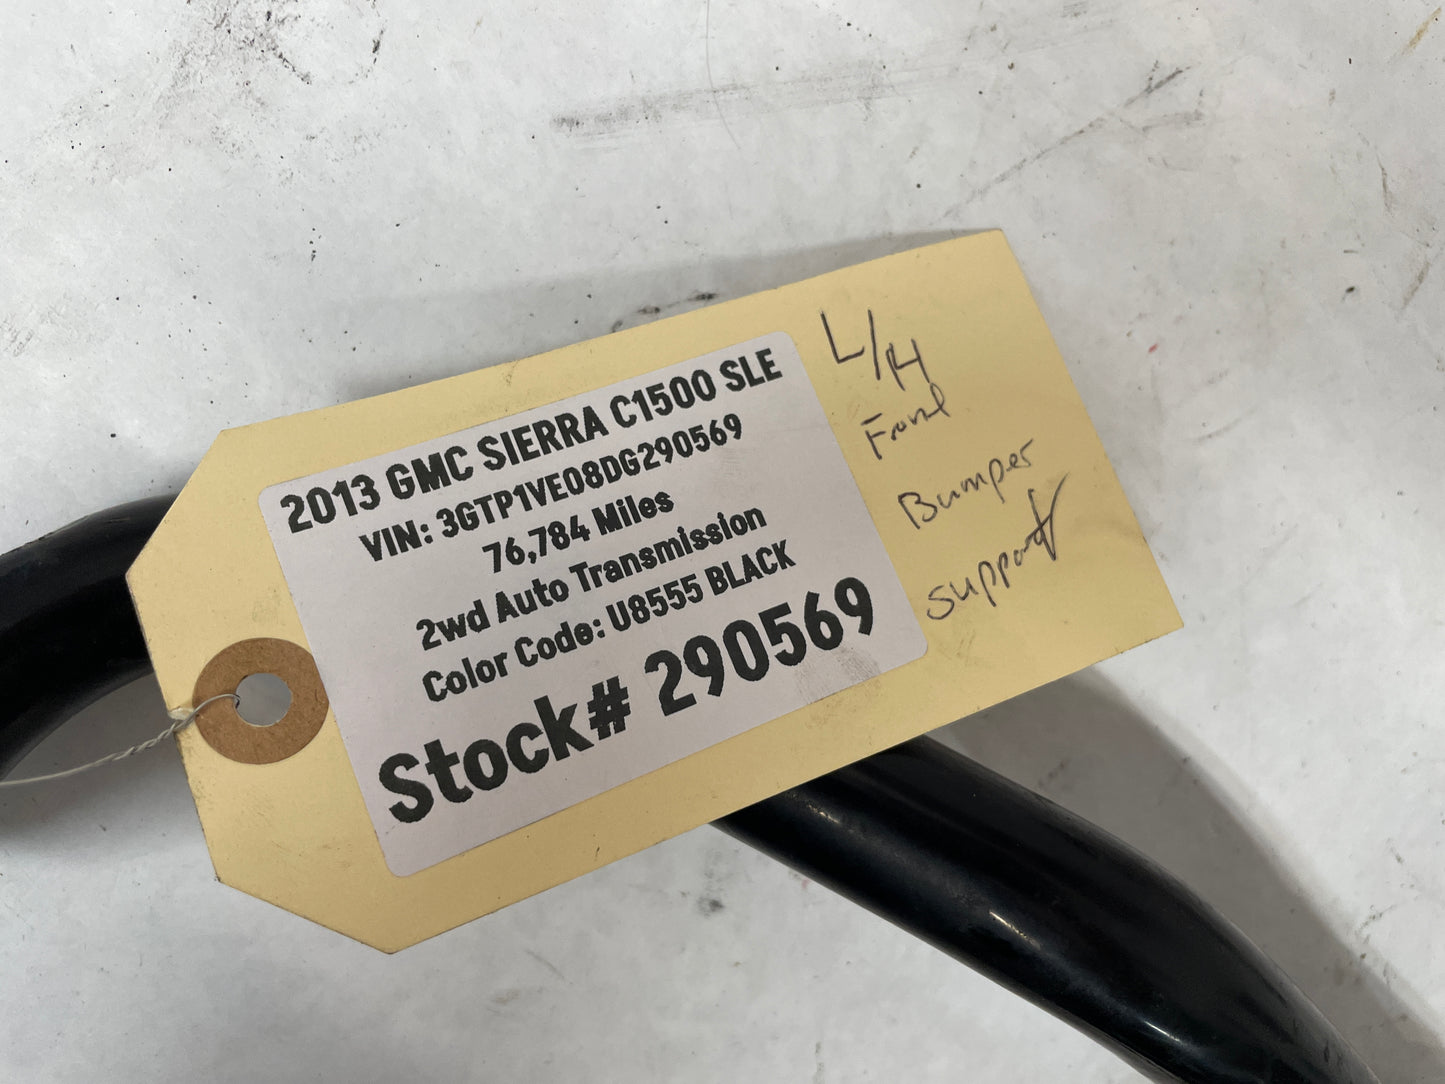 2013 GMC SIERRA C1500 SLE
VIN: 3GTP1VE08DG290569
76,784 Miles
2wd Auto Transmission
Color Code: U8555 BLACK
Stock# 290569
L/H
Front
Bumper
support